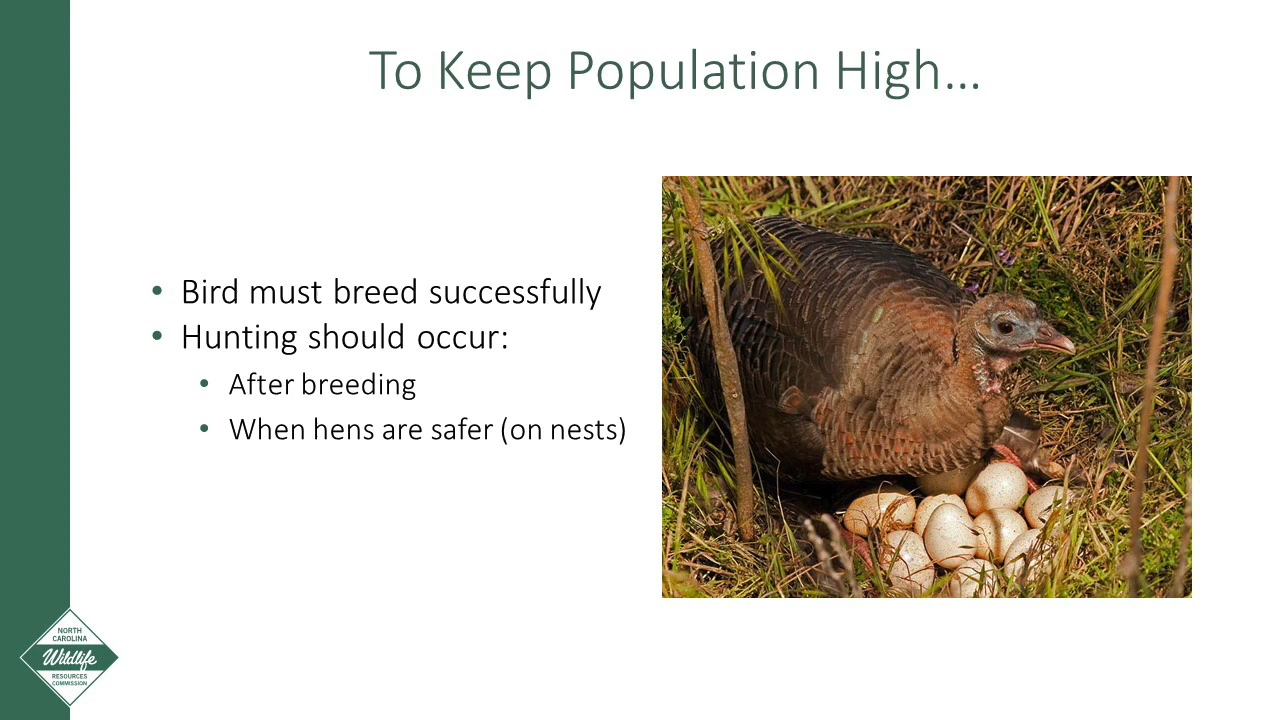 To Keep Population High…
• Bird must breed successfully
• Hunting should occur:
• After breeding
• When hens are safer (on nests)
NORTH
CAROLINA
Wildlife
RESOURCES
COMMISSION